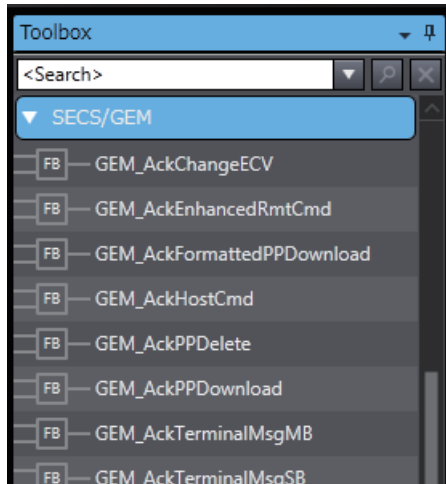 Toolbox
<Search>
SECS/GEM
FB GEM_AckChangeECV
FB GEM_AckEnhancedRmtCmd
FB GEM_AckFormattedPPDownload
FB GEM_AckHostCmd
FB GEM_AckPPDelete
FB GEM_AckPPDownload
FB GEM_AckTerminalMsgMB
FB GEM_AckTerminalMsgSB